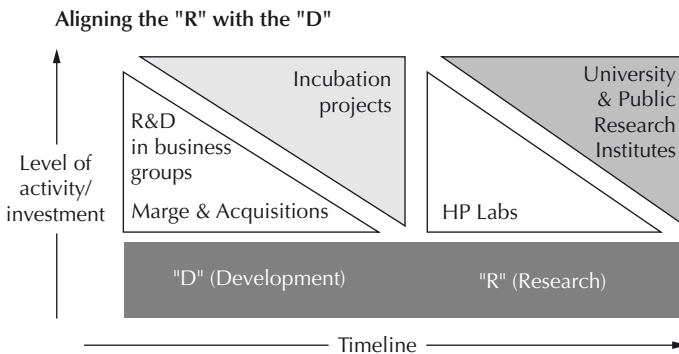 Aligning the "R" with the "D"
Level of
activity/
investment
R&D
in business
groups
Marge & Acquisitions
Incubation
projects
HP Labs
University
& Public
Research
Institutes
"D" (Development)
"R" (Research)
Timeline